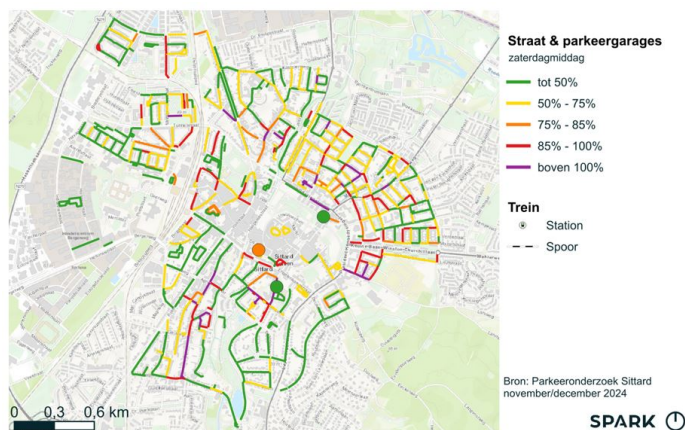 Straat & parkeergarages
zaterdagmiddag
tot 50%
50% - 75%
75% - 85%
85% - 100%
boven 100%
Trein
Station
Spoor
Sittard
Sittard
0 0,3 0,6 km
Bron: Parkeeronderzoek Sittard
november/december 2024
SPARK